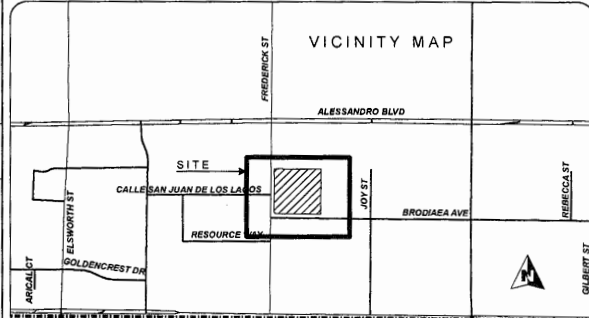 VICINITY MAP
FREDERICK ST
ALESSANDRO BLVD
SITE
CALLE SAN JUAN DE LOS LAGOS
JOY ST
REBECCA ST
BRODIAEA AVE
ELSWORTH ST
RESOURCE WAY
GOLDENCREST DR
ARICAL CT
GILBERT ST
N